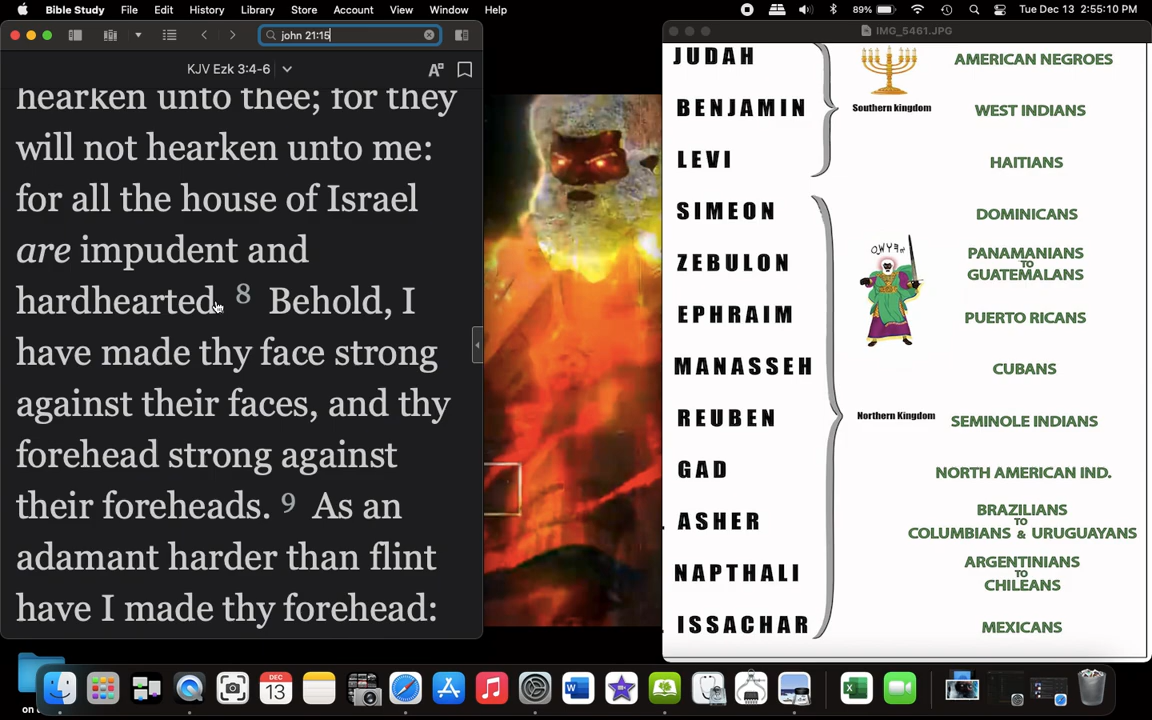 Bible Study File Edit History Library Store Account View Window Help
89% Tue Dec 13 2:55:10 PM
john 21:15
IMG_5461.JPG
KJV Ezk 3:4-6
hearken unto thee; for they
will not hearken unto me:
for all the house of Israel
are impudent and
hardhearted. 8 Behold, I
have made thy face strong
against their faces, and thy
forehead strong against
their foreheads. 9 As an
adamant harder than flint
have I made thy forehead:
JUDAH
AMERICAN NEGROES
BENJAMIN
Southern kingdom
WEST INDIANS
LEVI
HAITIANS
SIMEON
DOMINICANS
ZEBULON
PANAMANIANS
TO
GUATEMALANS
EPHRAIM
PUERTO RICANS
MANASSEH
CUBANS
REUBEN
Northern Kingdom
SEMINOLE INDIANS
GAD
NORTH AMERICAN IND.
ASHER
BRAZILIANS
TO
COLUMBIANS & URUGUAYANS
NAPTHALI
ARGENTINIANS
TO
CHILEANS
ISSACHAR
MEXICANS
DEC
13
on